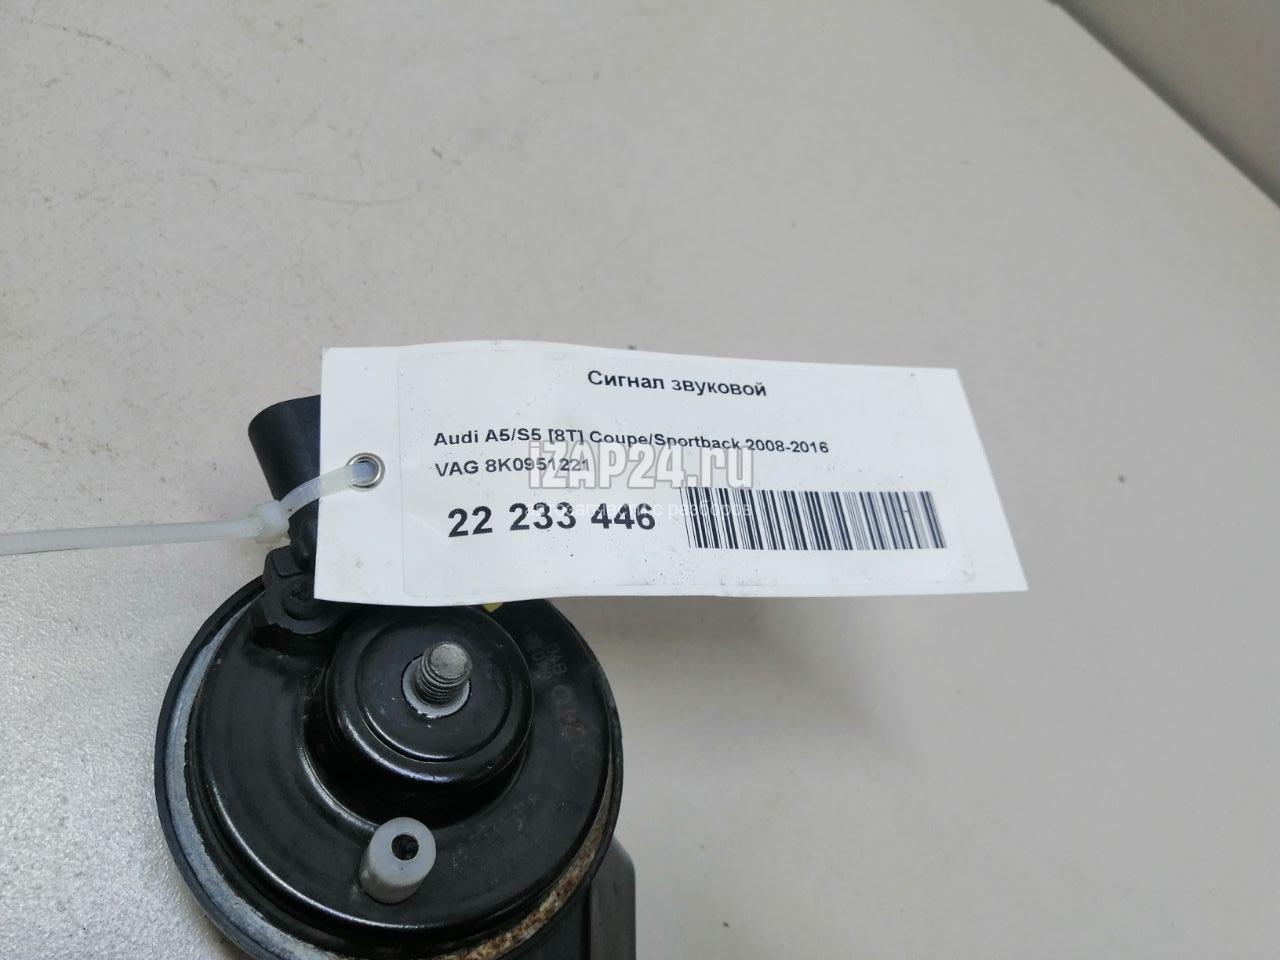 Сигнал звуковой
Audi A5/S5 [8T] Coupe/Sportback 2008-2016
VAG 8K0951221
iZAP24.ru
22 233 446